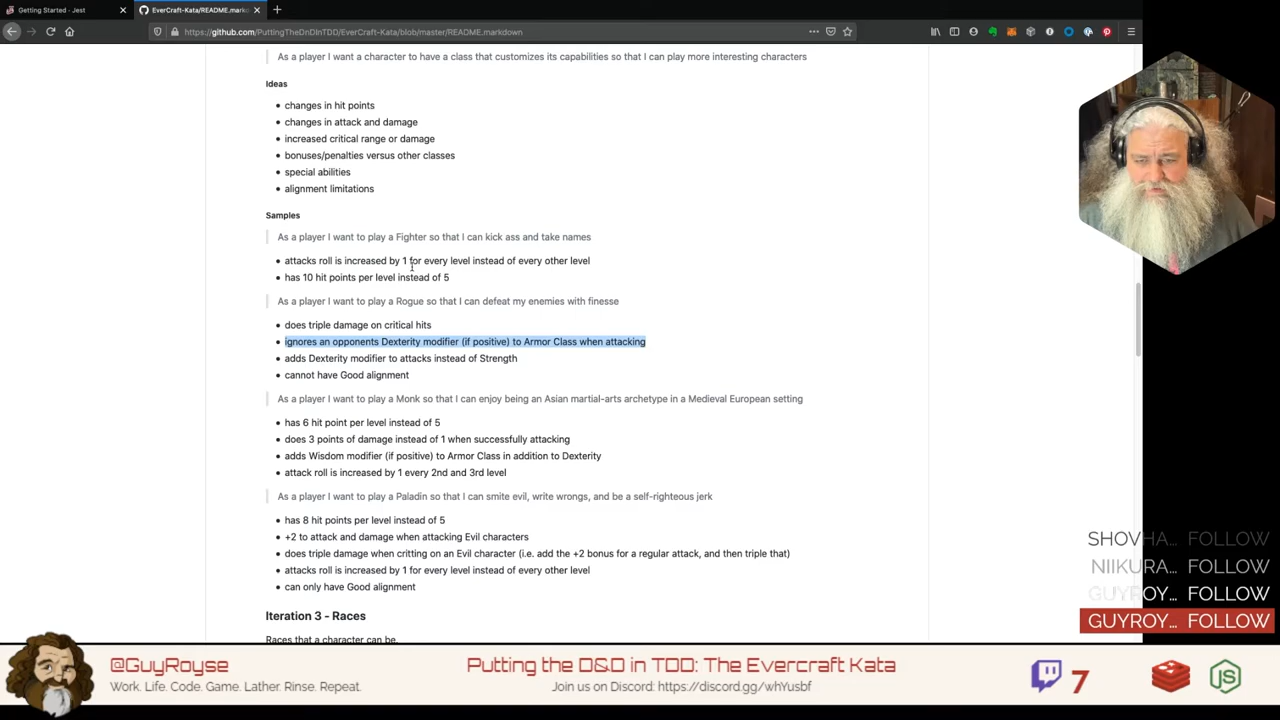 Getting Started · Jest
EverCraft-Kata/README.markd
https://github.com/PuttingTheDnDInTDD/EverCraft-Kata/blob/master/README.markdown
As a player I want a character to have a class that customizes its capabilities so that I can play more interesting characters
Ideas
changes in hit points
changes in attack and damage
increased critical range or damage
bonuses/penalties versus other classes
special abilities
alignment limitations
Samples
As a player I want to play a Fighter so that I can kick ass and take names
attacks roll is increased by 1 for every level instead of every other level
has 10 hit points per level instead of 5
As a player I want to play a Rogue so that I can defeat my enemies with finesse
does triple damage on critical hits
ignores an opponents Dexterity modifier (if positive) to Armor Class when attacking
adds Dexterity modifier to attacks instead of Strength
cannot have Good alignment
As a player I want to play a Monk so that I can enjoy being an Asian martial-arts archetype in a Medieval European setting
has 6 hit point per level instead of 5
does 3 points of damage instead of 1 when successfully attacking
adds Wisdom modifier (if positive) to Armor Class in addition to Dexterity
attack roll is increased by 1 every 2nd and 3rd level
As a player I want to play a Paladin so that I can smite evil, write wrongs, and be a self-righteous jerk
has 8 hit points per level instead of 5
+2 to attack and damage when attacking Evil characters
does triple damage when critting on an Evil character (i.e. add the +2 bonus for a regular attack, and then triple that)
attacks roll is increased by 1 for every level instead of every other level
can only have Good alignment
Iteration 3 - Races
Races that a character can be.
SHOVHA... FOLLOW
NIIKURA... FOLLOW
GUYROY... FOLLOW
GUYROY... FOLLOW
@GuyRoyse
Work. Life. Code. Game. Lather. Rinse. Repeat.
Putting the D&D in TDD: The Evercraft Kata
Join us on Discord: https://discord.gg/whYusbf
7
JS